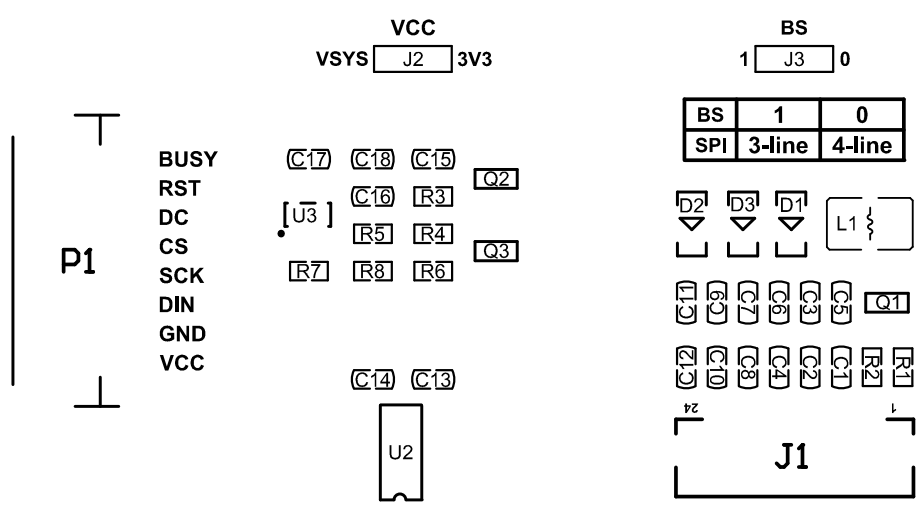 VCC
VSYS J2 3V3
BS
1 J3 0
BS 1 0
SPI 3-line 4-line
P1
BUSY
RST
DC
CS
SCK
DIN
GND
VCC
C17 C18 C15
C16 R3
Q2
U3
R5 R4
Q3
R7 R8 R6
C14 C13
U2
D2 D3 D1
L1
C11 C9 C7 C6 C3 C5 Q1
C12 C10 C8 C4 C2 C1 R2 R1
24 1
J1